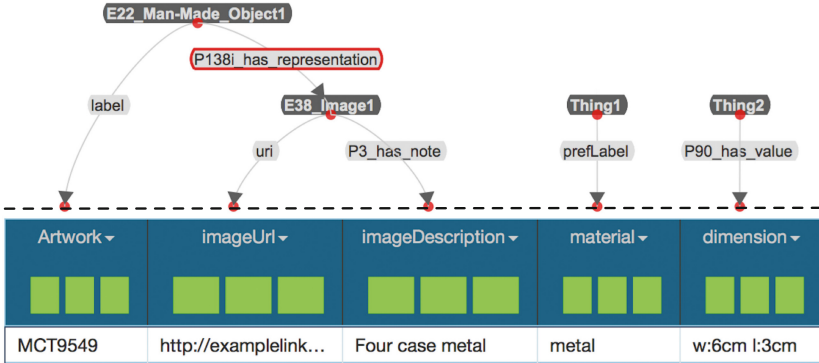 E22_Man-Made_Object1
P138i_has_representation
label
E38_Image1
Thing1
Thing2
uri
P3_has_note
prefLabel
P90_has_value
Artwork
imageUrl
imageDescription
material
dimension
MCT9549
http://examplelink...
Four case metal
metal
w:6cm l:3cm